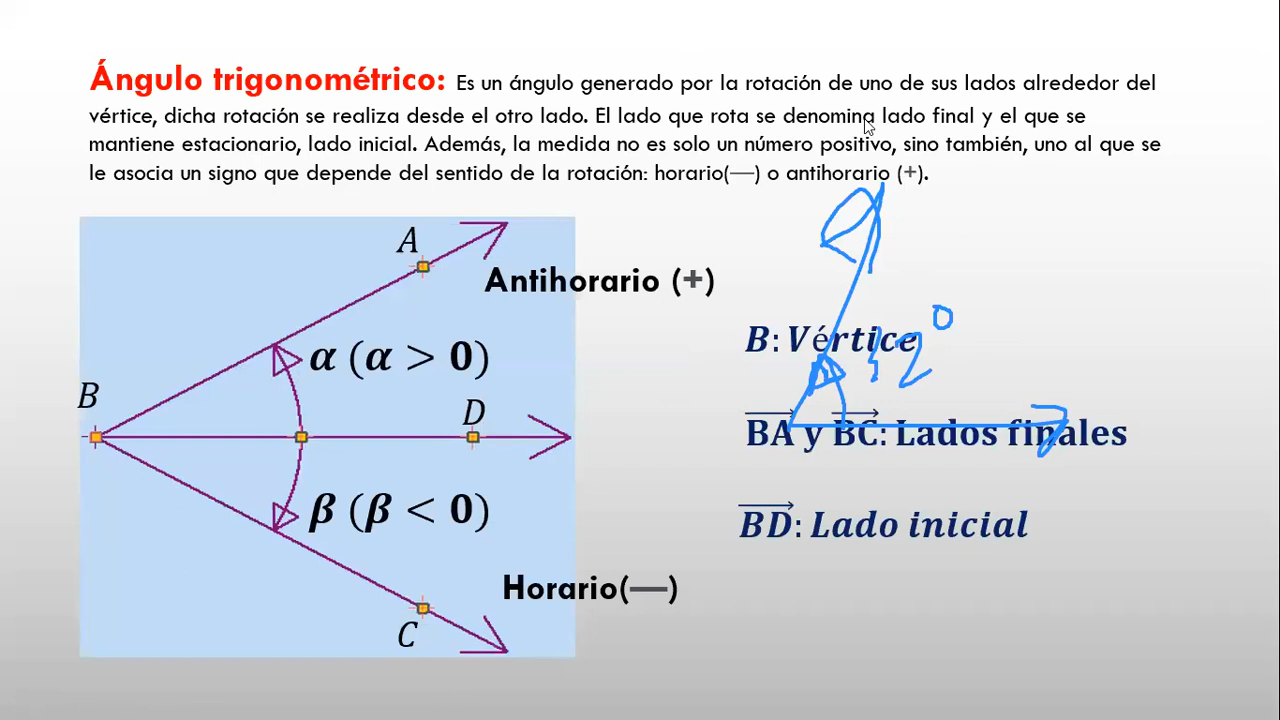 Ángulo trigonométrico: Es un ángulo generado por la rotación de uno de sus lados alrededor del
vértice, dicha rotación se realiza desde el otro lado. El lado que rota se denomina lado final y el que se
mantiene estacionario, lado inicial. Además, la medida no es solo un número positivo, sino también, uno al que se
le asocia un signo que depende del sentido de la rotación: horario(—) o antihorario (+).
A
Antihorario (+)
α (α > 0)
B
D
β (β < 0)
Horario(—)
C
B: Vértice
BA y BC: Lados finales
BD: Lado inicial